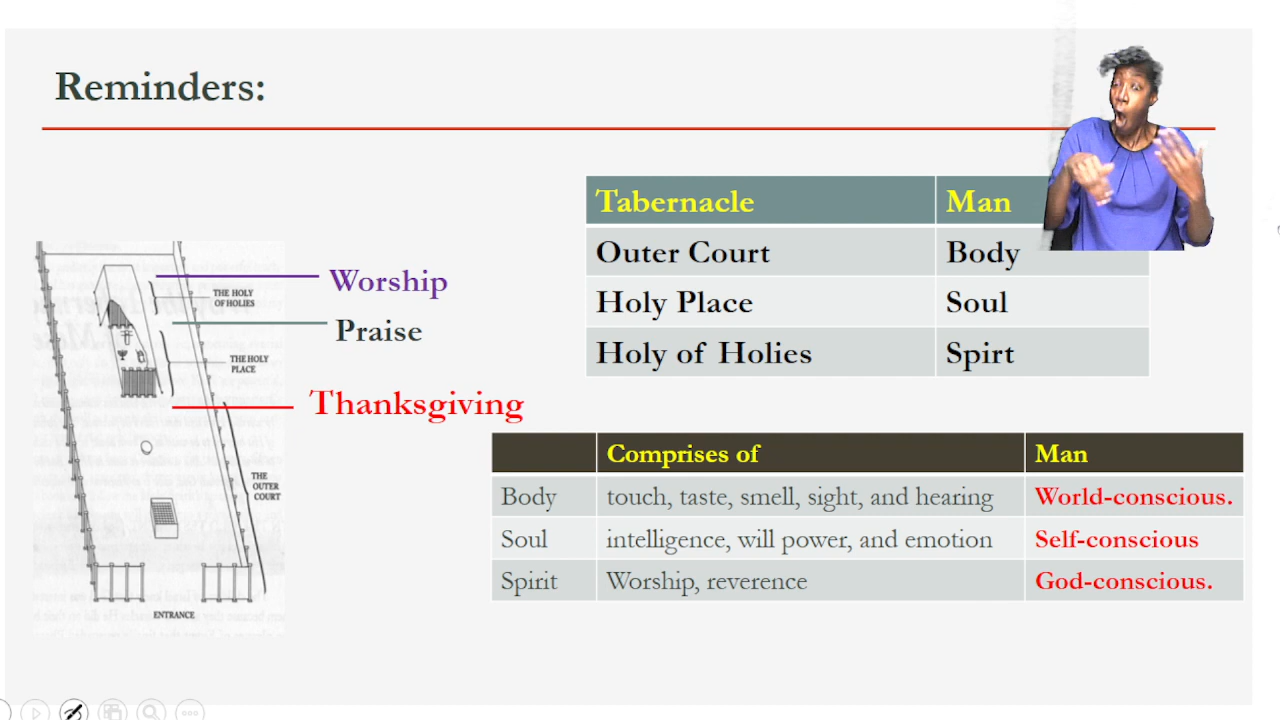 Reminders:
Tabernacle Man
Outer Court Body
Holy Place Soul
Holy of Holies Spirt
Worship
Praise
Thanksgiving
THE HOLY
OF HOLIES
THE HOLY
PLACE
THE
OUTER
COURT
ENTRANCE
Comprises of Man
Body touch, taste, smell, sight, and hearing World-conscious.
Soul intelligence, will power, and emotion Self-conscious
Spirit Worship, reverence God-conscious.